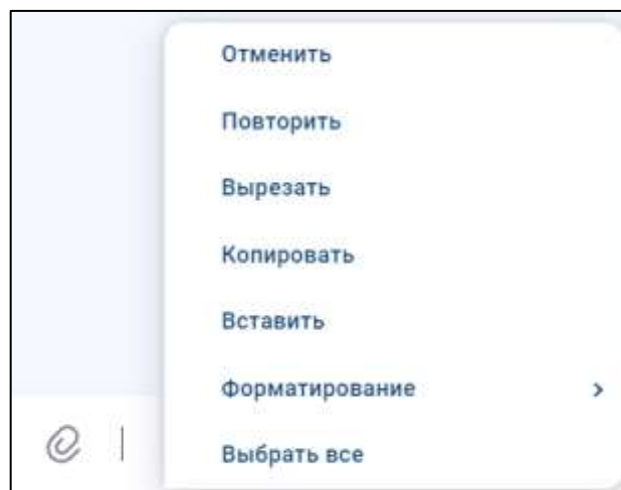 Отменить
Повторить
Вырезать
Копировать
Вставить
Форматирование
Выбрать все